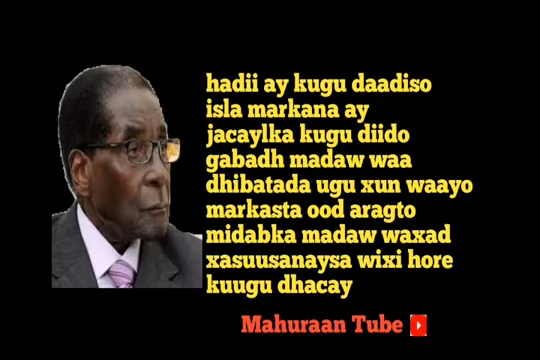 hadii ay kugu daadiso
isla markana ay
jacaylka kugu diido
gabadh madaw waa
dhibatada ugu xun waayo
markasta ood aragto
midabka madaw waxad
xasuusanaysa wixi hore
kuugu dhacay
Mahuraan Tube